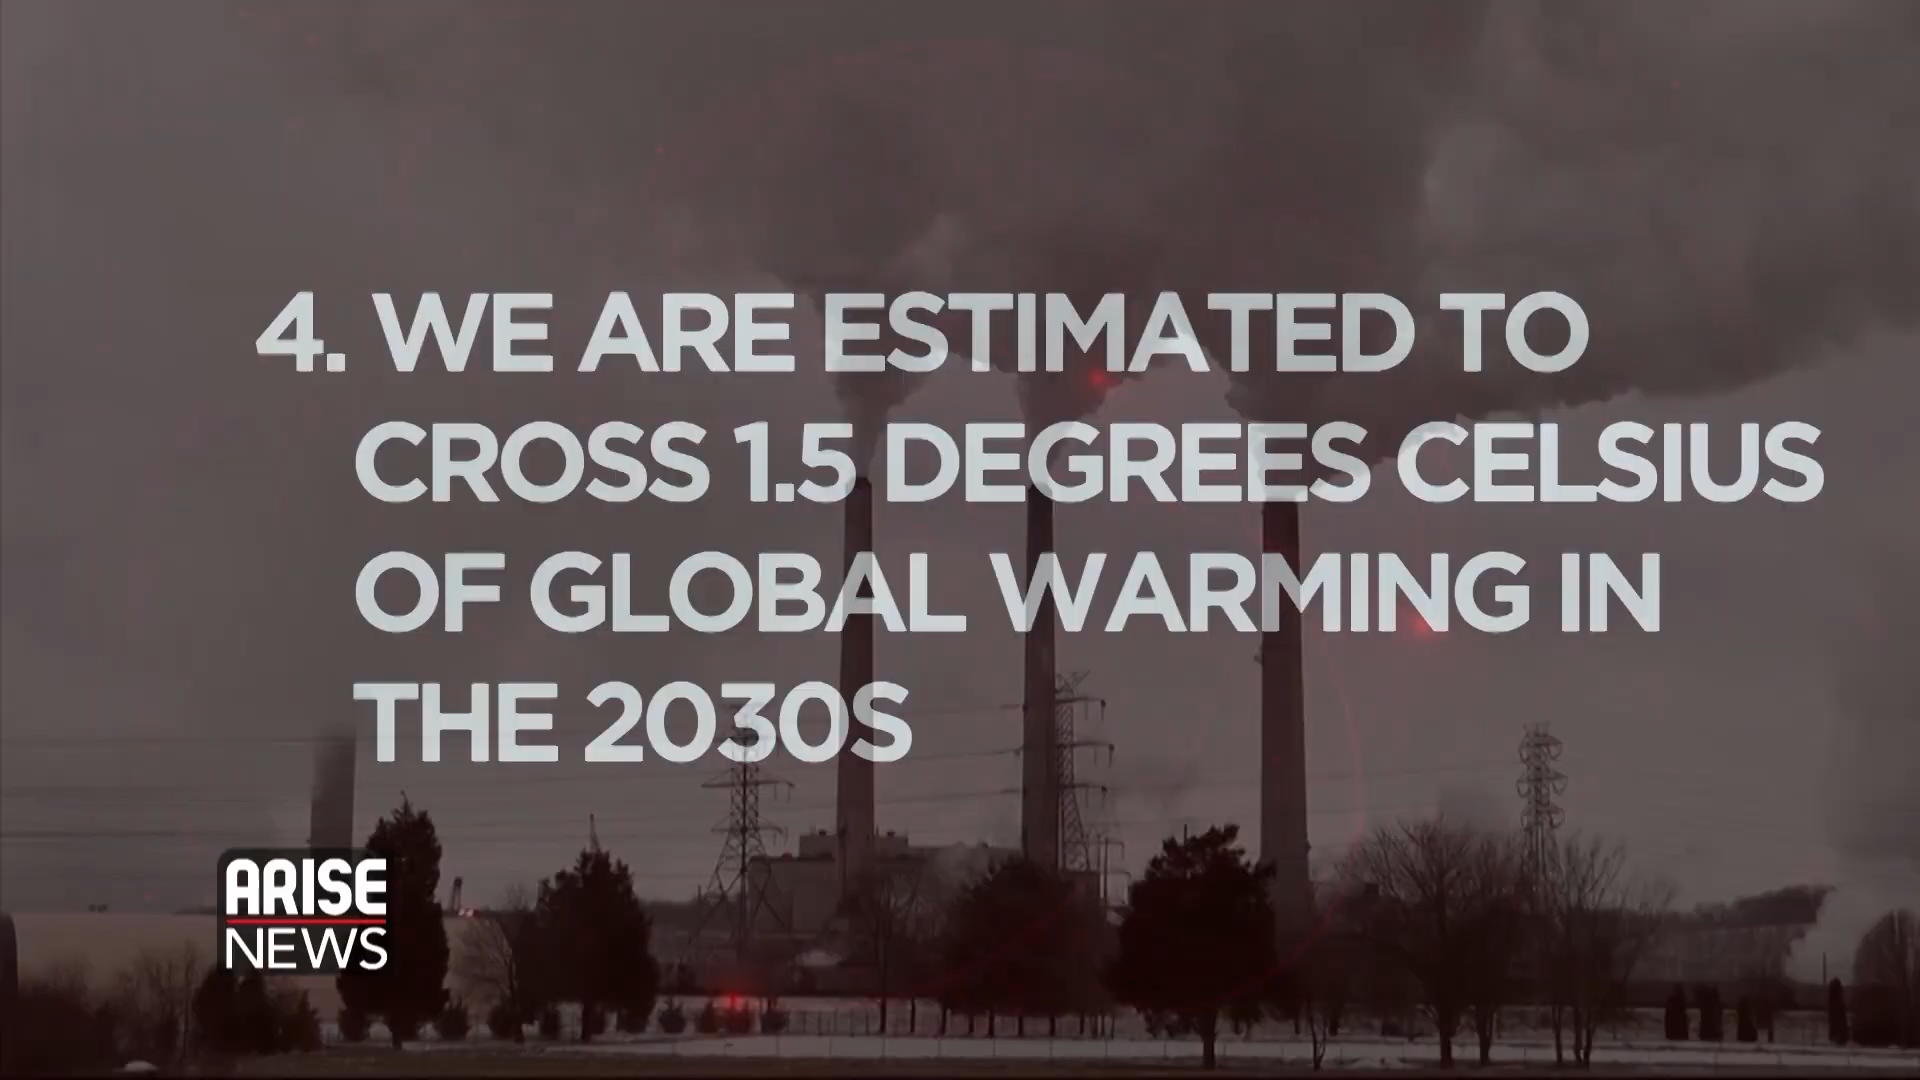 4. WE ARE ESTIMATED TO
CROSS 1.5 DEGREES CELSIUS
OF GLOBAL WARMING IN
THE 2030S
ARISE
NEWS